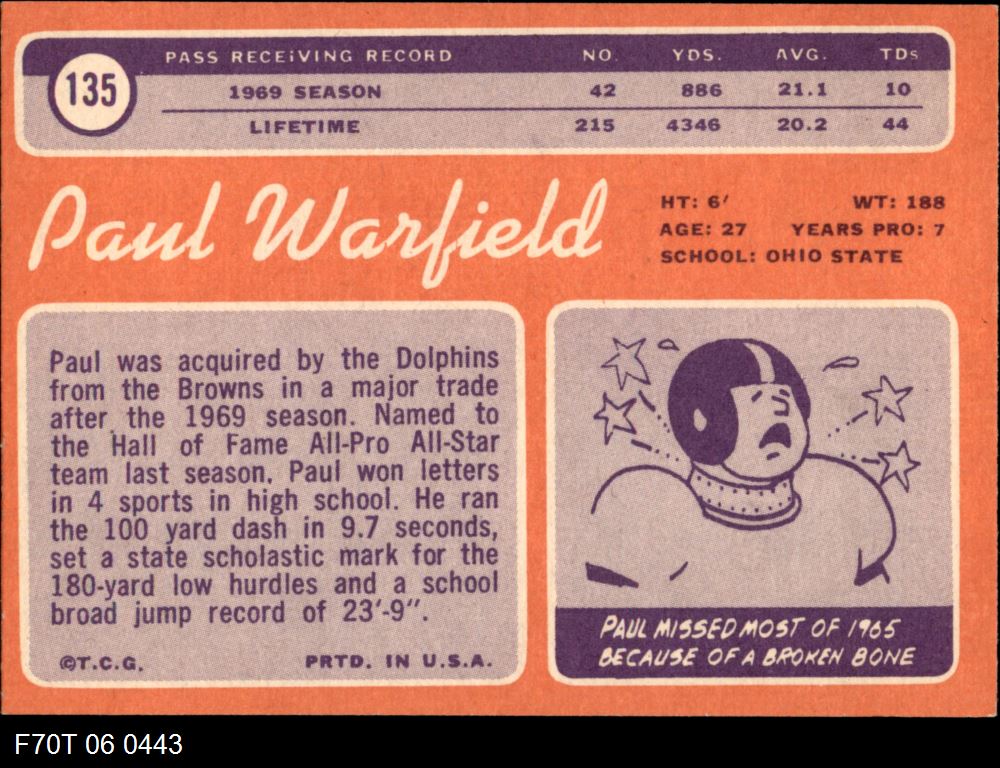 135
PASS RECEIVING RECORD NO. YDS. AVG. TDs
1969 SEASON 42 886 21.1 10
LIFETIME 215 4346 20.2 44
Paul Warfield
HT: 6′ WT: 188
AGE: 27 YEARS PRO: 7
SCHOOL: OHIO STATE
Paul was acquired by the Dolphins
from the Browns in a major trade
after the 1969 season. Named to
the Hall of Fame All-Pro All-Star
team last season, Paul won letters
in 4 sports in high school. He ran
the 100 yard dash in 9.7 seconds,
set a state scholastic mark for the
180-yard low hurdles and a school
broad jump record of 23'-9".
©T.C.G. PRTD. IN U.S.A.
PAUL MISSED MOST OF 1965
BECAUSE OF A BROKEN BONE
F70T 06 0443